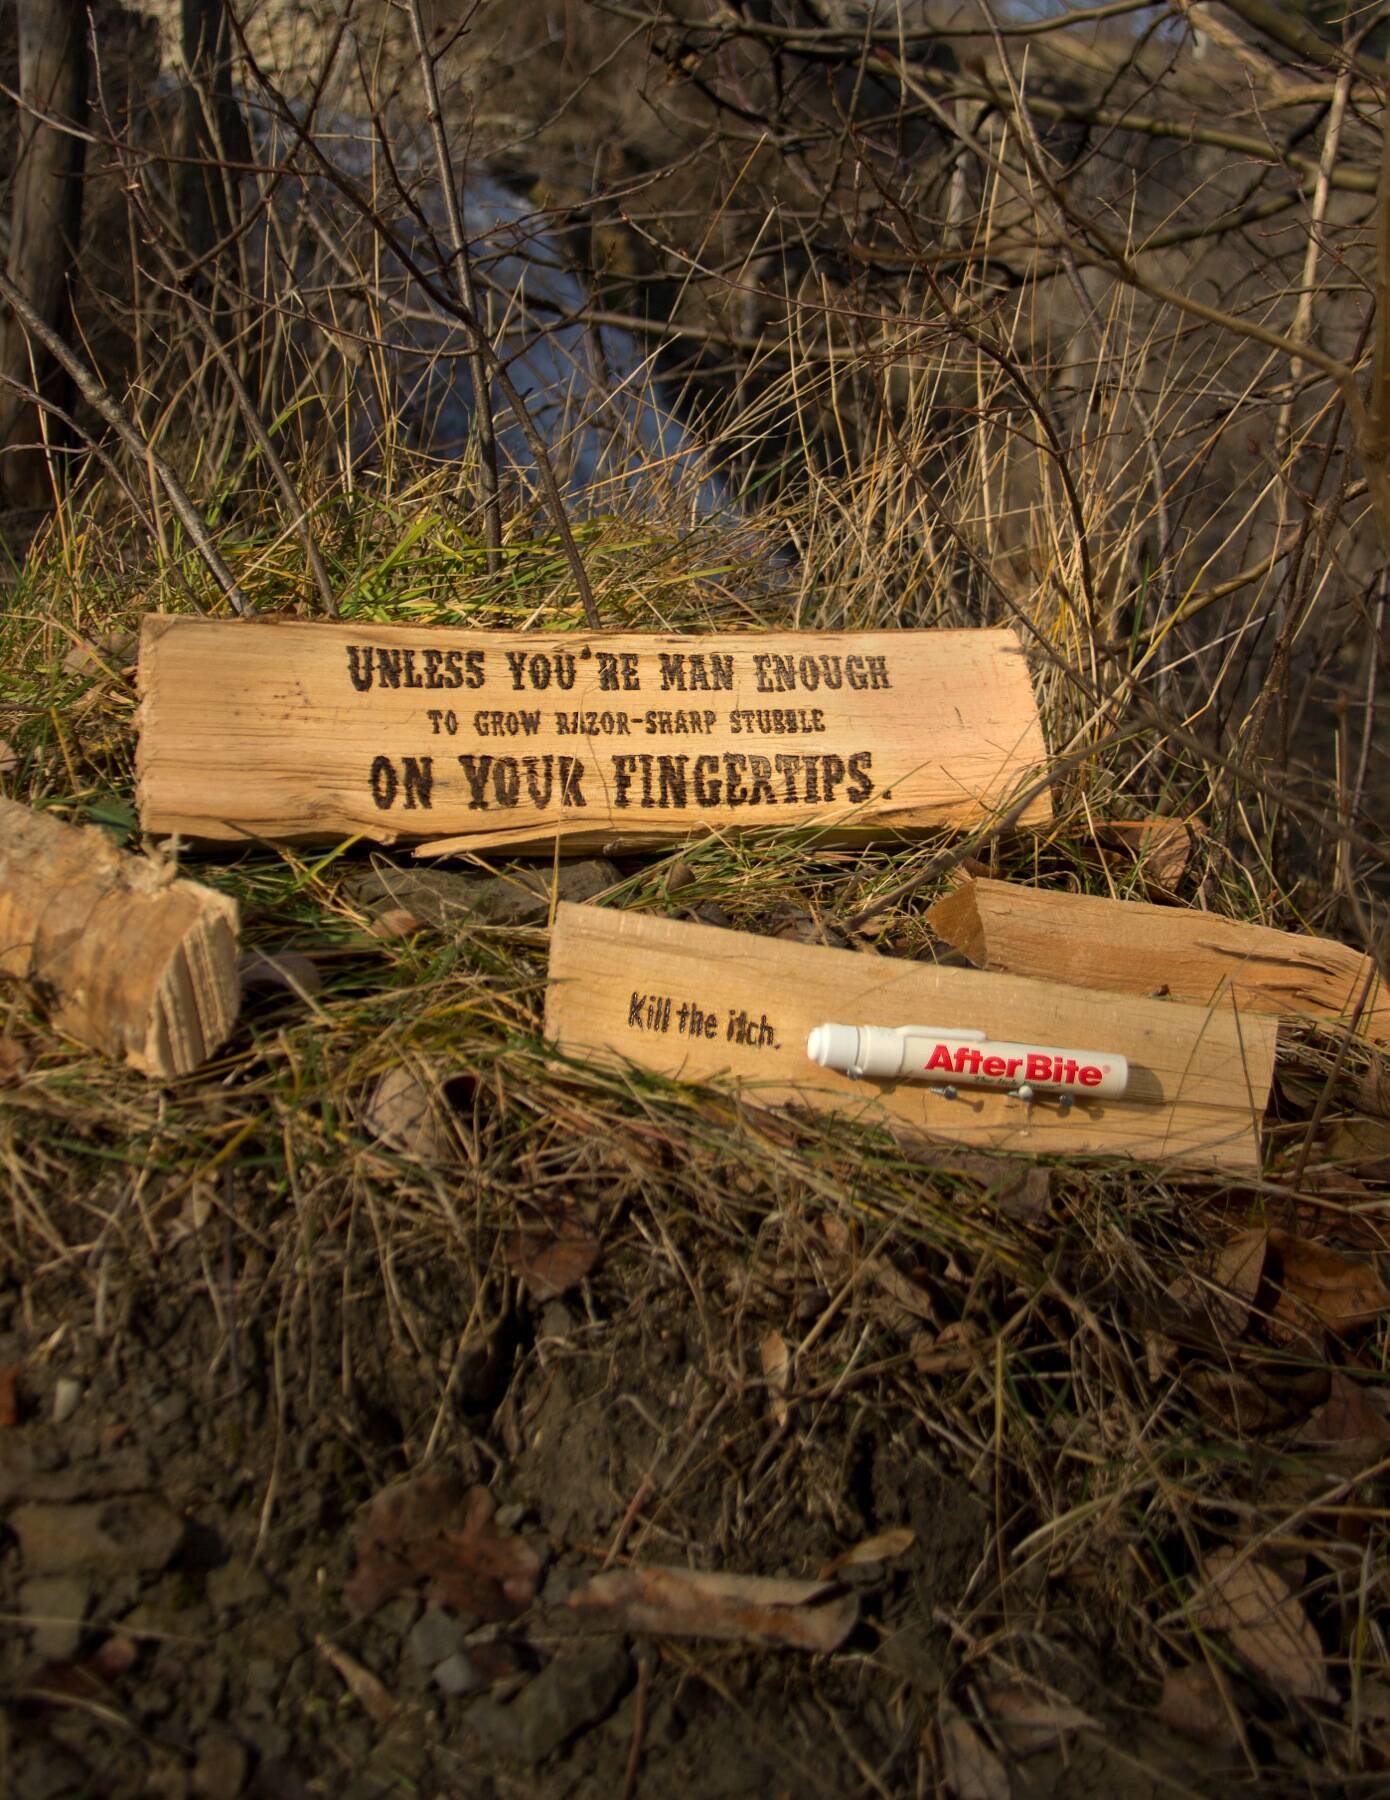 UNLESS YOU'RE MAN ENOUGH
TO GROW RAZOR-SHARP STUBBLE
ON YOUR FINGERTIPS.
Kill the itch.
AfterBite®